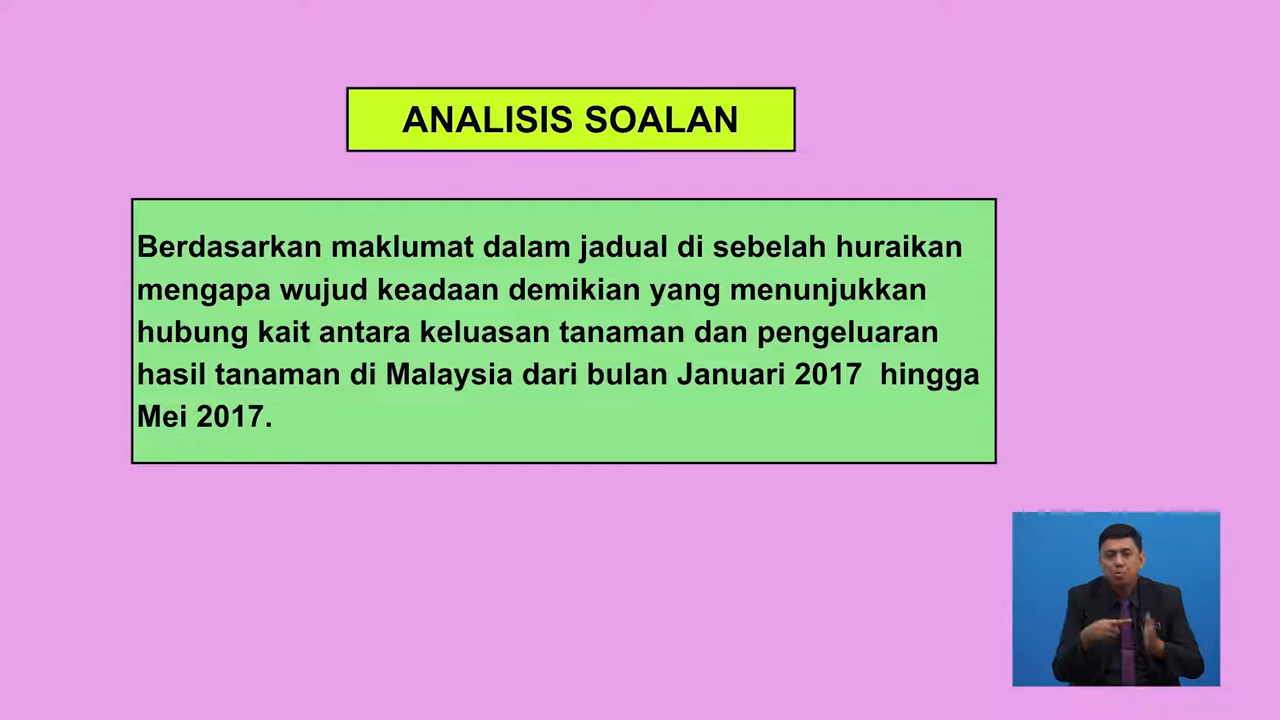 ANALISIS SOALAN
Berdasarkan maklumat dalam jadual di sebelah huraikan
mengapa wujud keadaan demikian yang menunjukkan
hubung kait antara keluasan tanaman dan pengeluaran
hasil tanaman di Malaysia dari bulan Januari 2017  hingga
Mei 2017.